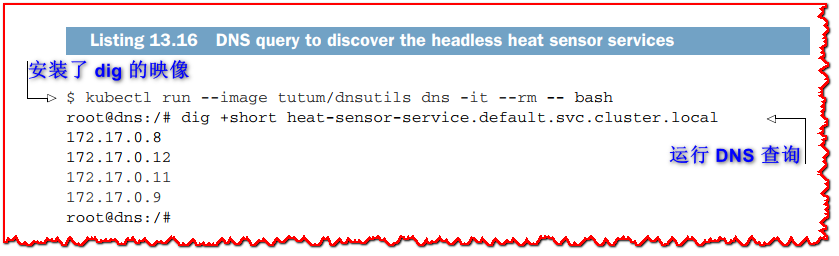 Listing 13.16 DNS query to discover the headless heat sensor services
安装了 dig 的映像
$ kubectl run --image tutum/dnsutils dns -it --rm -- bash
root@dns:/# dig +short heat-sensor-service.default.svc.cluster.local
172.17.0.8
运行 DNS 查询
172.17.0.12
172.17.0.11
172.17.0.9
root@dns:/#